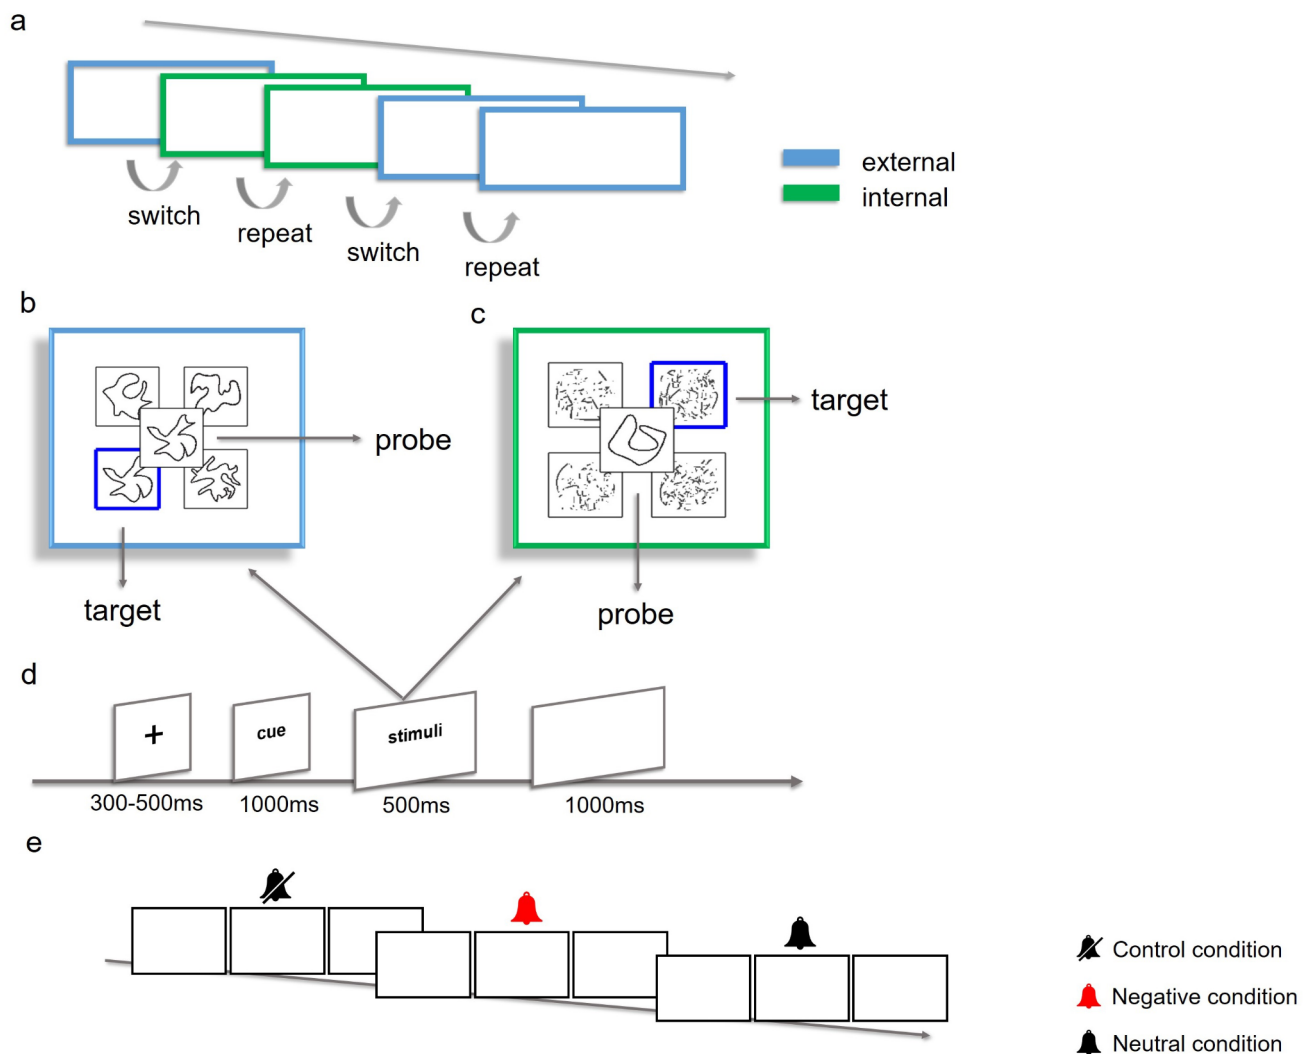 a
switch
repeat
switch
repeat
external
internal
b
probe
target
c
target
probe
d
+
cue
stimuli
300-500ms
1000ms
500ms
1000ms
e
Control condition
Negative condition
Neutral condition